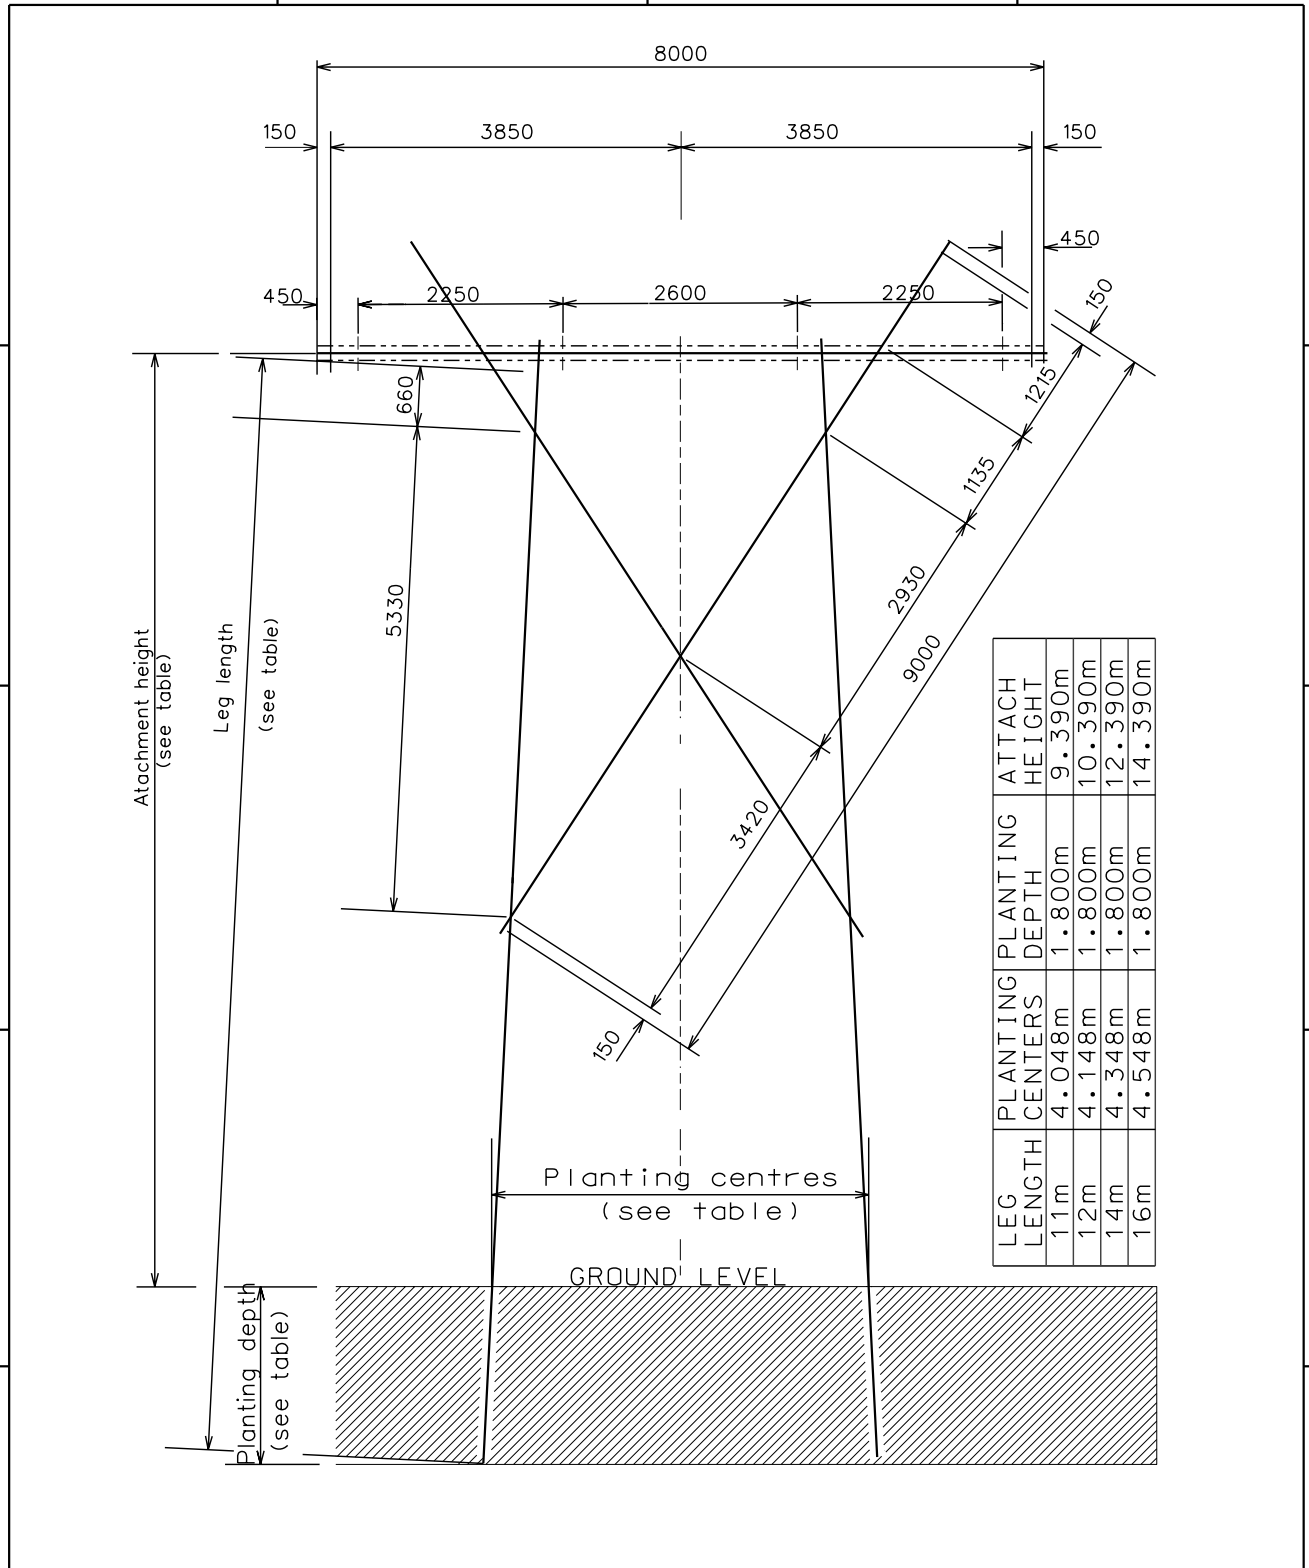 8000
150
3850
3850
150
450
450
2250
2600
2250
150
660
1215
1135
5330
2930
9000
Atachment height
(see table)
Leg length
(see table)
3420
150
Planting centres
(see table)
GROUND LEVEL
Planting depth
(see table)
LEG LENGTH PLANTING CENTERS PLANTING DEPTH ATTACH HEIGHT
11m 4.048m 1.800m 9.390m
12m 4.148m 1.800m 10.390m
14m 4.348m 1.800m 12.390m
16m 4.548m 1.800m 14.390m